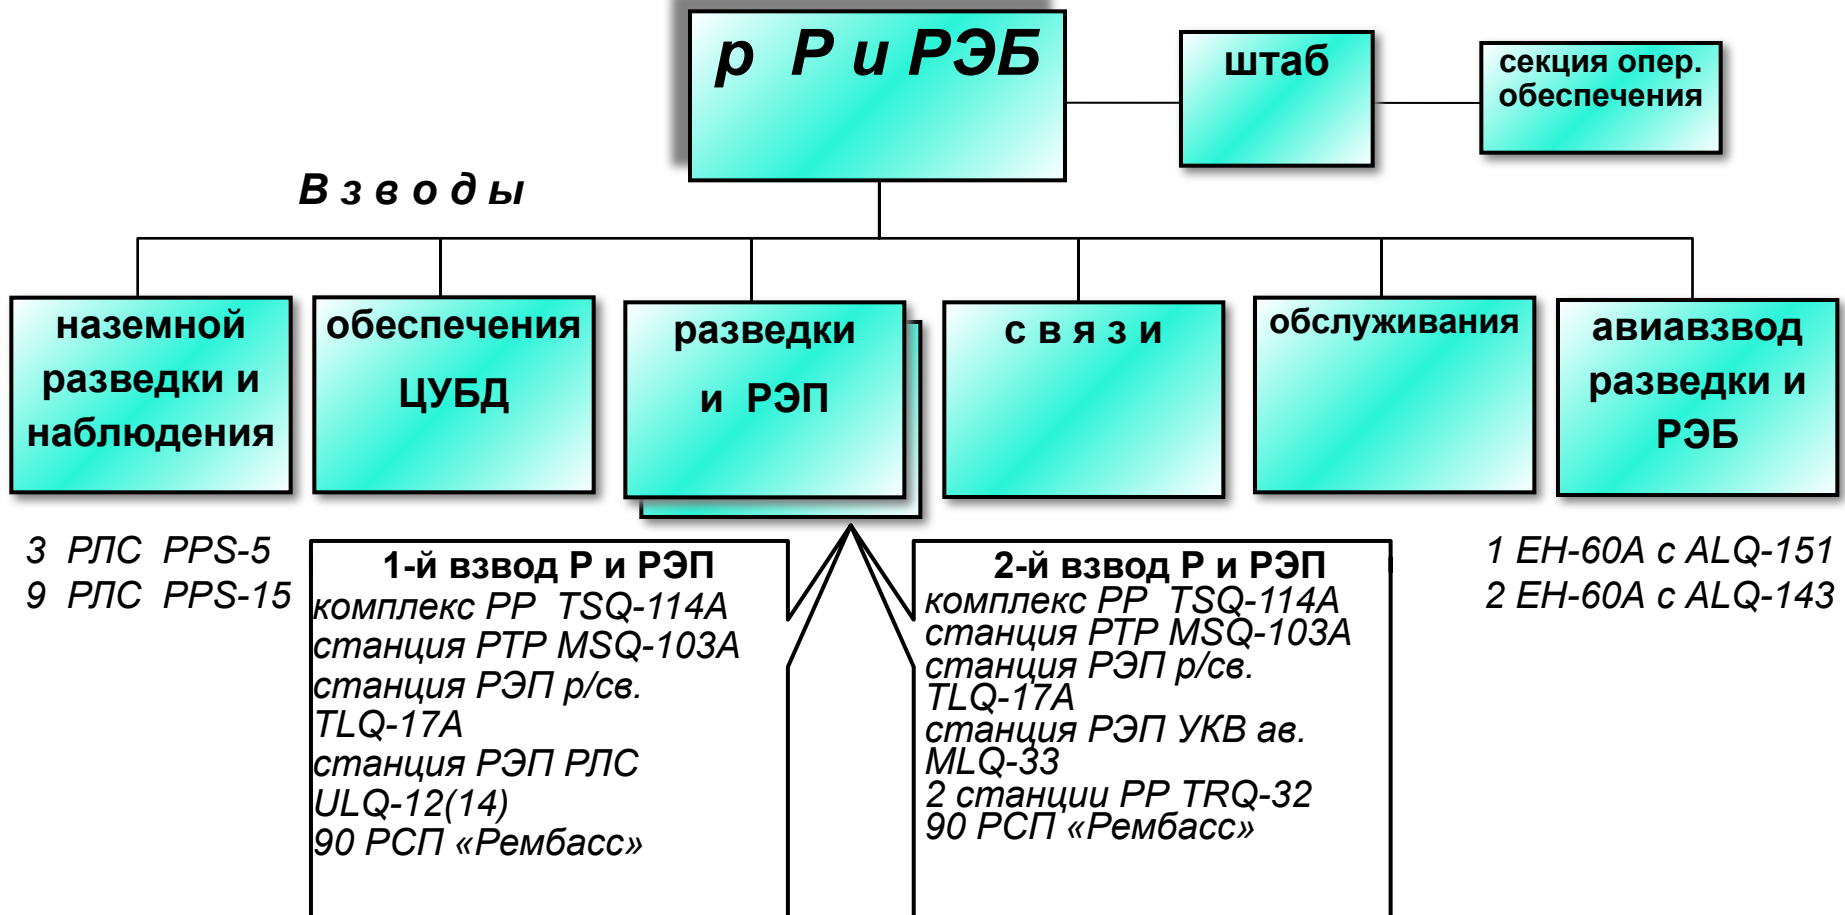 р Р и РЭБ
штаб
секция опер.
обеспечения
В з в о д ы
наземной
разведки и
наблюдения
обеспечения
ЦУБД
разведки
и РЭП
с в я з и
обслуживания
авиавзвод
разведки и
РЭБ
3 РЛС PPS-5
9 РЛС PPS-15
1-й взвод Р и РЭП
комплекс РР TSQ-114A
станция РТР MSQ-103A
станция РЭП р/св.
TLQ-17A
станция РЭП РЛС
ULQ-12(14)
90 РСП «Рембасс»
2-й взвод Р и РЭП
комплекс РР TSQ-114A
станция РТР MSQ-103A
станция РЭП р/св.
TLQ-17A
станция РЭП УКВ ав.
MLQ-33
2 станции РР TRQ-32
90 РСП «Рембасс»
1 EH-60A с ALQ-151
2 EH-60A с ALQ-143